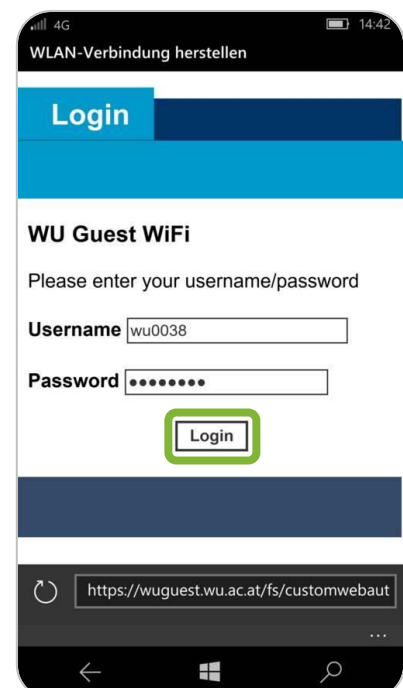 4G 14:42
WLAN-Verbindung herstellen
Login
WU Guest WiFi
Please enter your username/password
Username wu0038
Password ●●●●●●●●
Login
https://wuguest.wu.ac.at/fs/customwebaut
...